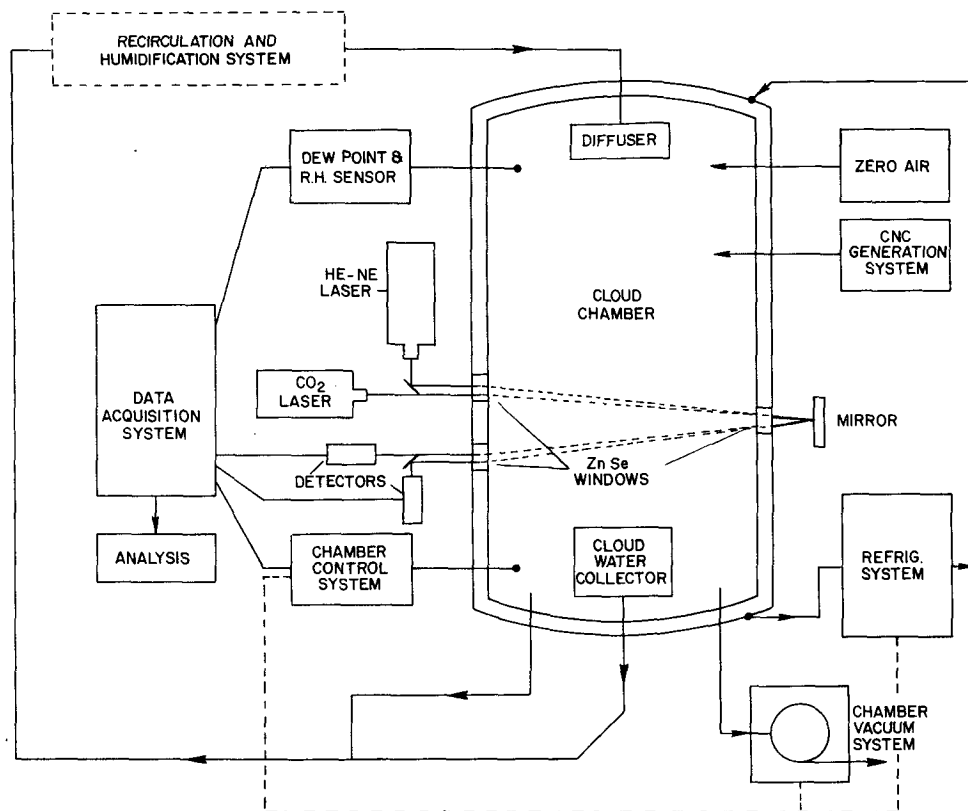 RECIRCULATION AND
HUMIDIFICATION SYSTEM
DIFFUSER
DEW POINT &
R.H. SENSOR
ZERO AIR
CNC
GENERATION
SYSTEM
HE-NE
LASER
CLOUD
CHAMBER
CO2
LASER
DATA
ACQUISITION
SYSTEM
MIRROR
Zn Se
WINDOWS
DETECTORS
ANALYSIS
CHAMBER
CONTROL
SYSTEM
CLOUD
WATER
COLLECTOR
REFRIG.
SYSTEM
CHAMBER
VACUUM
SYSTEM